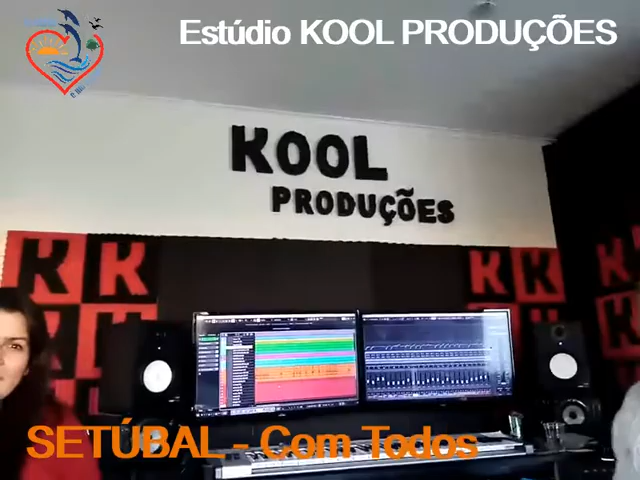 Estúdio KOOL PRODUÇÕES
KOOL
PRODUÇÕES
K K
K K
SETÚBAL - Com Todos